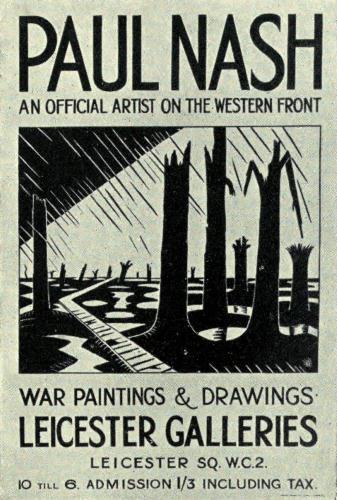 PAUL NASH
AN OFFICIAL ARTIST ON THE WESTERN FRONT
WAR PAINTINGS & DRAWINGS·
LEICESTER GALLERIES
LEICESTER SQ. W.C.2.
10 TILL 6. ADMISSION 1/3 INCLUDING TAX.